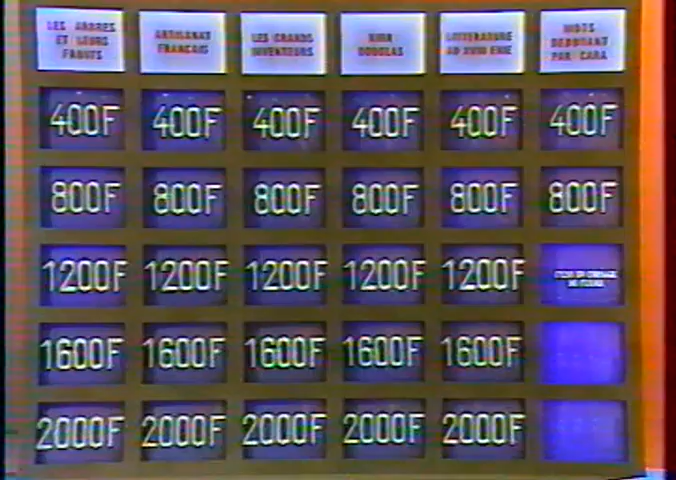 LES ARBRES
ET LEURS
FRUITS
ARTISANAT
FRANCAIS
LES GRANDS
INVENTEURS
KIRK
DOUGLAS
LITTERATURE
AU XVIII EME
MOTS
DEBUTANT
PAR CARA
400F 400F 400F 400F 400F 400F
800F 800F 800F 800F 800F 800F
1200F 1200F 1200F 1200F 1200F
1600F 1600F 1600F 1600F 1600F
2000F 2000F 2000F 2000F 2000F